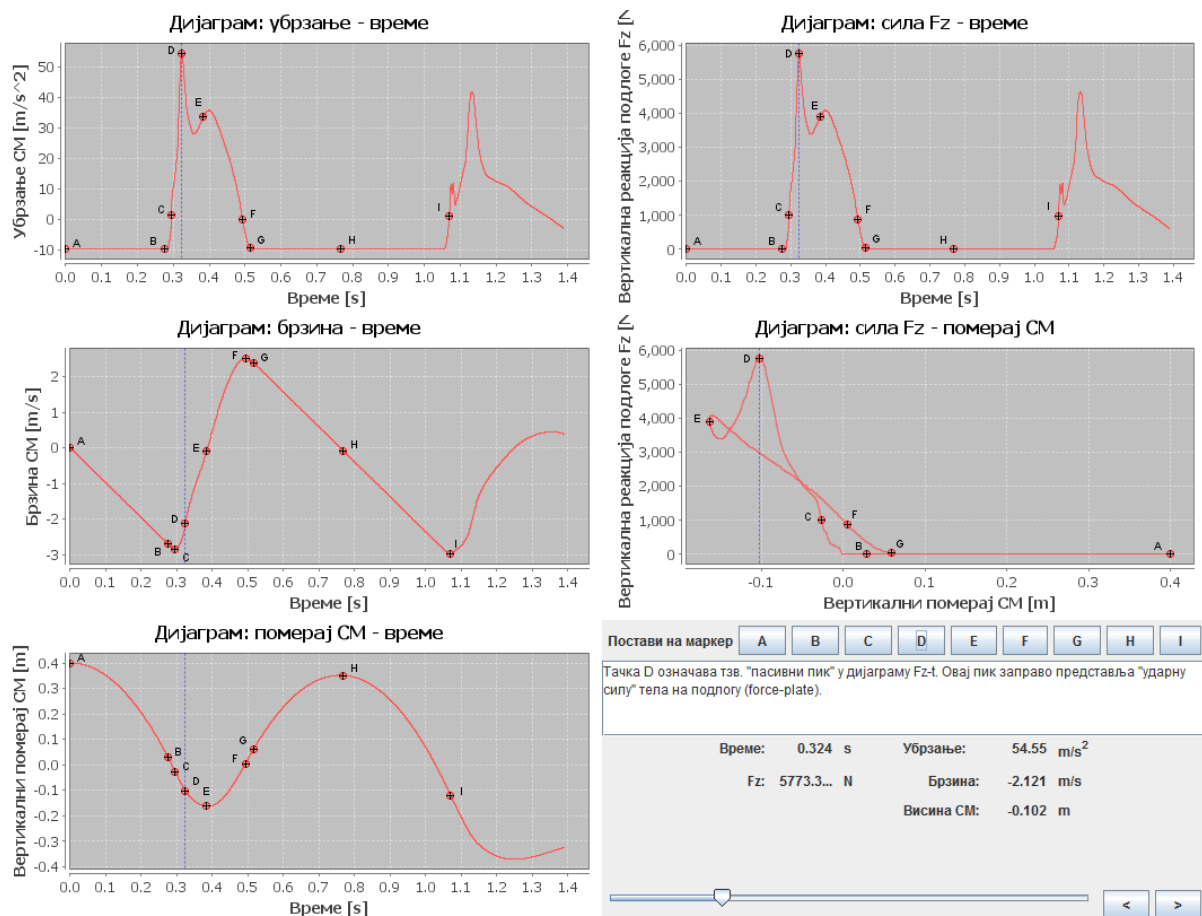 Дијаграм: убрзање - време
Убрзање CM [m/s^2]
50
40
30
20
10
0
-10
A
B
C
D
E
F
G
H
I
0.0 0.1 0.2 0.3 0.4 0.5 0.6 0.7 0.8 0.9 1.0 1.1 1.2 1.3 1.4
Време [s]
Дијаграм: сила Fz - време
Вертикална реакција подлоге Fz
6,000
5,000
4,000
3,000
2,000
1,000
0
A
B
C
D
E
F
G
H
I
0.0 0.1 0.2 0.3 0.4 0.5 0.6 0.7 0.8 0.9 1.0 1.1 1.2 1.3 1.4
Време [s]
Дијаграм: брзина - време
Брзина CM [m/s]
2
1
0
-1
-2
-3
A
B
C
D
E
F
G
H
I
0.0 0.1 0.2 0.3 0.4 0.5 0.6 0.7 0.8 0.9 1.0 1.1 1.2 1.3 1.4
Време [s]
Дијаграм: сила Fz - померај CM
Вертикална реакција подлоге Fz
6,000
5,000
4,000
3,000
2,000
1,000
0
A
B
C
D
E
F
G
-0.1 0.0 0.1 0.2 0.3 0.4
Вертикални померај CM [m]
Дијаграм: померај CM - време
Вертикални померај CM [m]
0.4
0.3
0.2
0.1
0.0
-0.1
-0.2
-0.3
-0.4
A
B
C
D
E
F
G
H
I
0.0 0.1 0.2 0.3 0.4 0.5 0.6 0.7 0.8 0.9 1.0 1.1 1.2 1.3 1.4
Време [s]
Постави на маркер A B C D E F G H I
Тачка D означава тзв. "пасивни пик" у дијаграму Fz-t. Овај пик заправо представља "ударну
силу" тела на подлогу (force-plate).
Време: 0.324 s Убрзање: 54.55 m/s²
Fz: 5773.3... N Брзина: -2.121 m/s
Висина CM: -0.102 m
< >